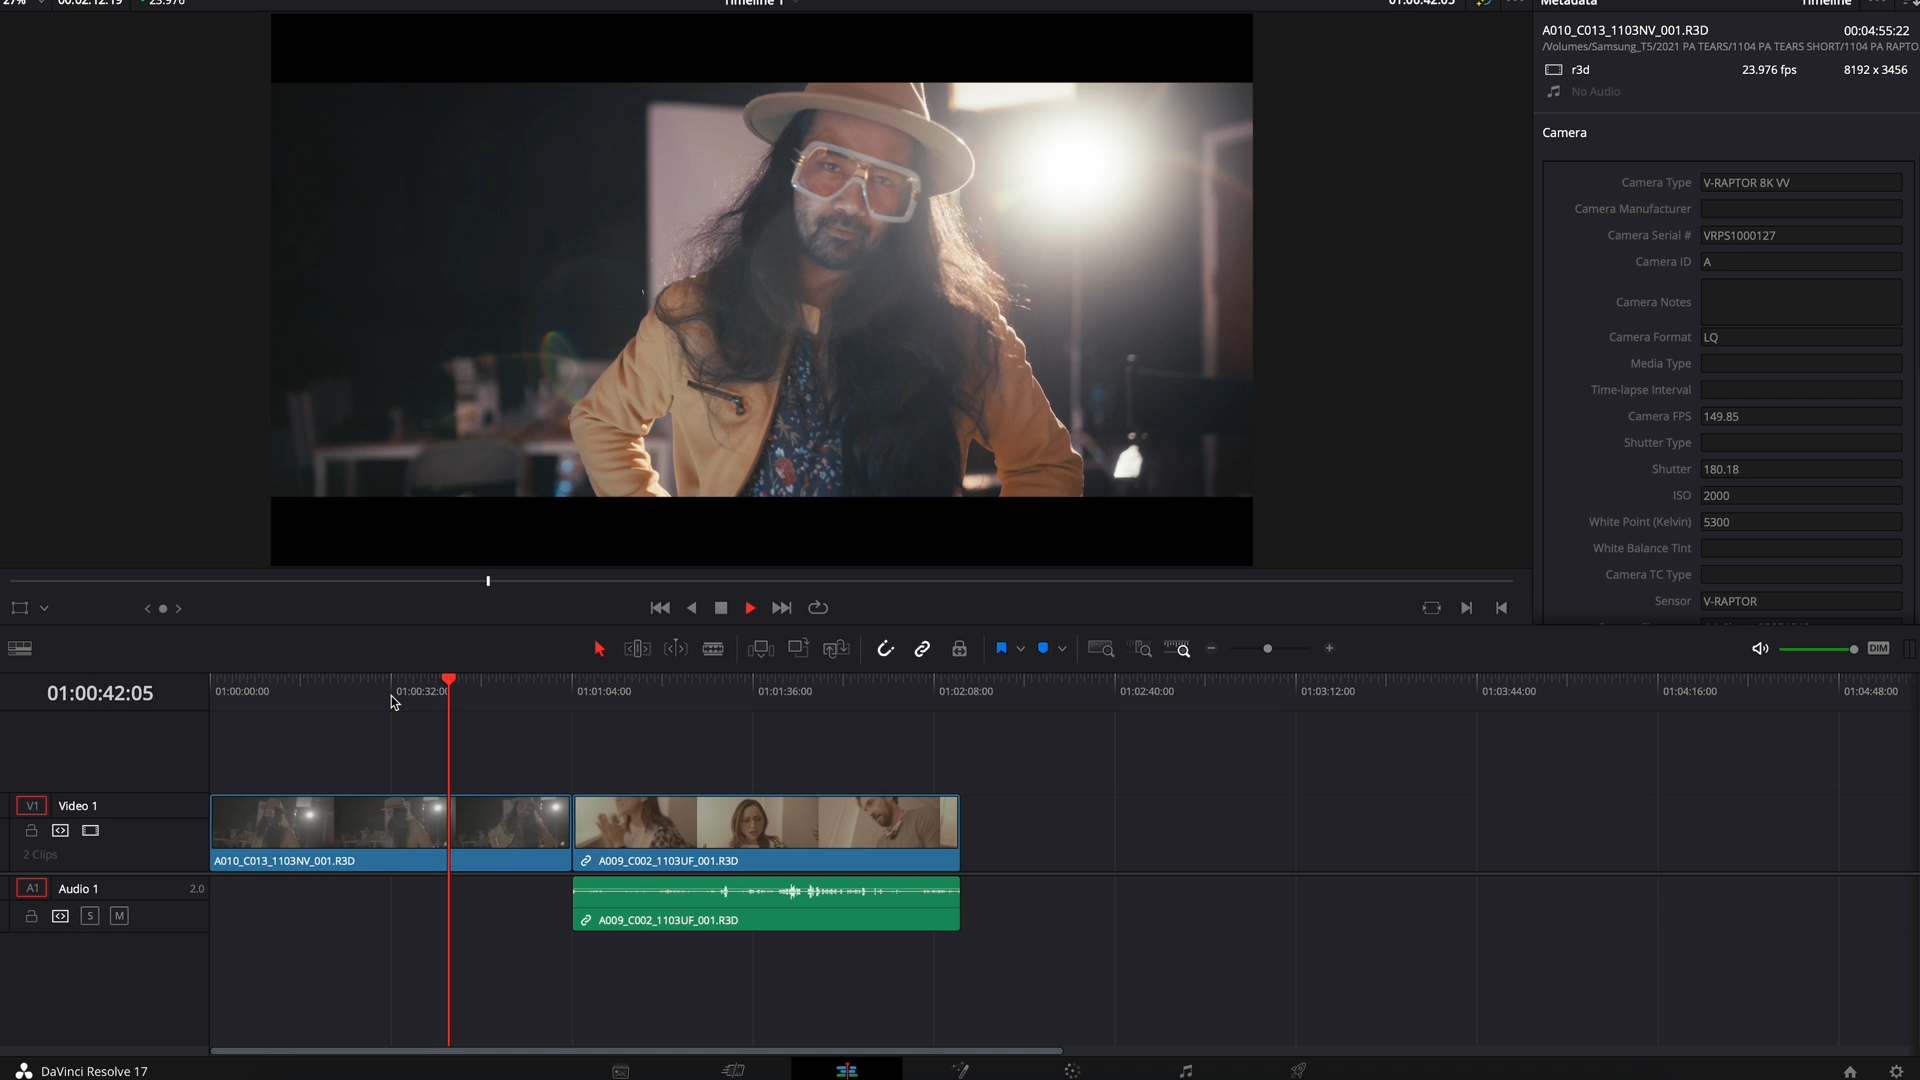 27% 00:02:12:19 23.976 Timeline 1 01:00:42:05 Metadata Timeline
A010_C013_1103NV_001.R3D 00:04:55:22
/Volumes/Samsung_T5/2021 PA TEARS/1104 PA TEARS SHORT/1104 PA RAPTO
r3d 23.976 fps 8192 x 3456
No Audio
Camera
Camera Type V-RAPTOR 8K VV
Camera Manufacturer
Camera Serial # VRPS1000127
Camera ID A
Camera Notes
Camera Format LQ
Media Type
Time-lapse Interval
Camera FPS 149.85
Shutter Type
Shutter 180.18
ISO 2000
White Point (Kelvin) 5300
White Balance Tint
Camera TC Type
Sensor V-RAPTOR
DIM
01:00:42:05
01:00:00:00 01:00:32:00 01:01:04:00 01:01:36:00 01:02:08:00 01:02:40:00 01:03:12:00 01:03:44:00 01:04:16:00 01:04:48:00
V1 Video 1
2 Clips
A010_C013_1103NV_001.R3D A009_C002_1103UF_001.R3D
A1 Audio 1 2.0
S M
A009_C002_1103UF_001.R3D
DaVinci Resolve 17